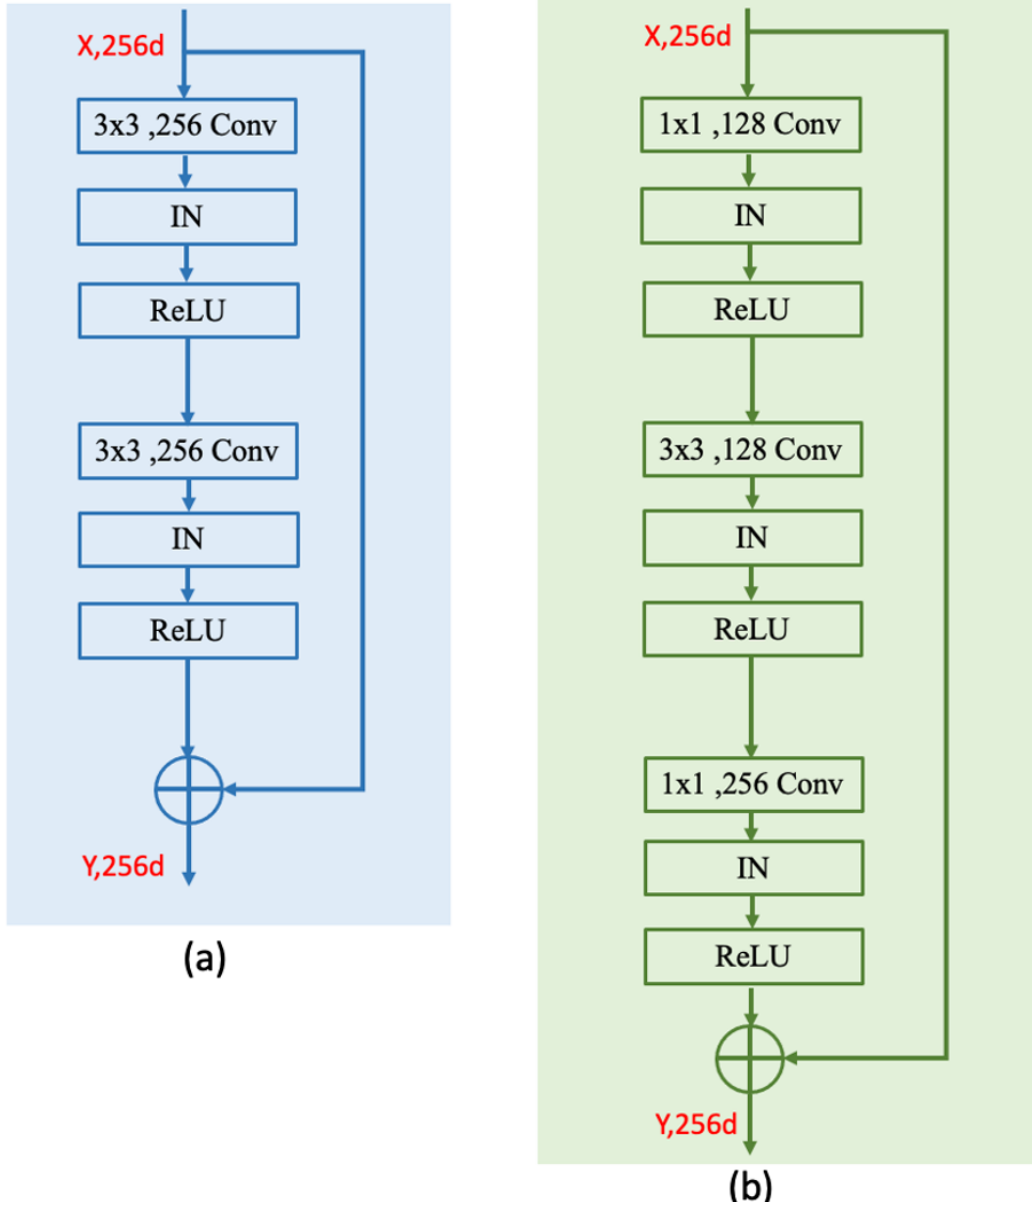 X,256d
3x3 ,256 Conv
IN
ReLU
3x3 ,256 Conv
IN
ReLU
Y,256d
(a)
X,256d
1x1 ,128 Conv
IN
ReLU
3x3 ,128 Conv
IN
ReLU
1x1 ,256 Conv
IN
ReLU
Y,256d
(b)